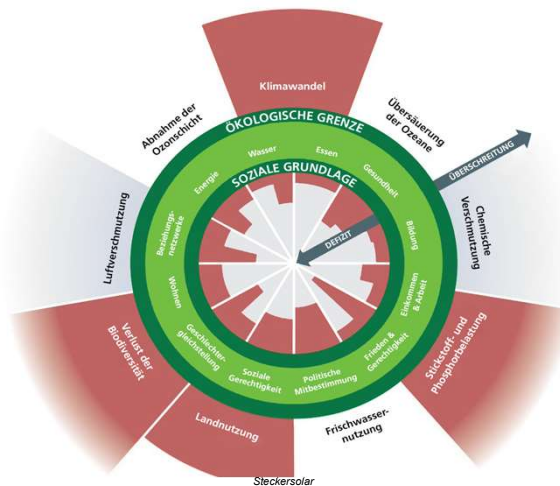 Klimawandel
Abnahme der
Ozonschicht
Übersäuerung
der Ozeane
ÖKOLOGISCHE GRENZE
ÜBERSCHREITUNG
Wasser
Essen
Energie
Gesundheit
SOZIALE GRUNDLAGE
Beziehungs-
netzwerke
Bildung
DEFIZIT
Luftverschmutzung
Chemische
Verschmutzung
Wohnen
Einkommen
& Arbeit
Geschlechter-
gleichstellung
Frieden &
Gerechtigkeit
Soziale
Gerechtigkeit
Politische
Mitbestimmung
Verlust der
Biodiversität
Stickstoff- und
Phosphorbelastung
Landnutzung
Frischwasser-
nutzung
Steckersolar